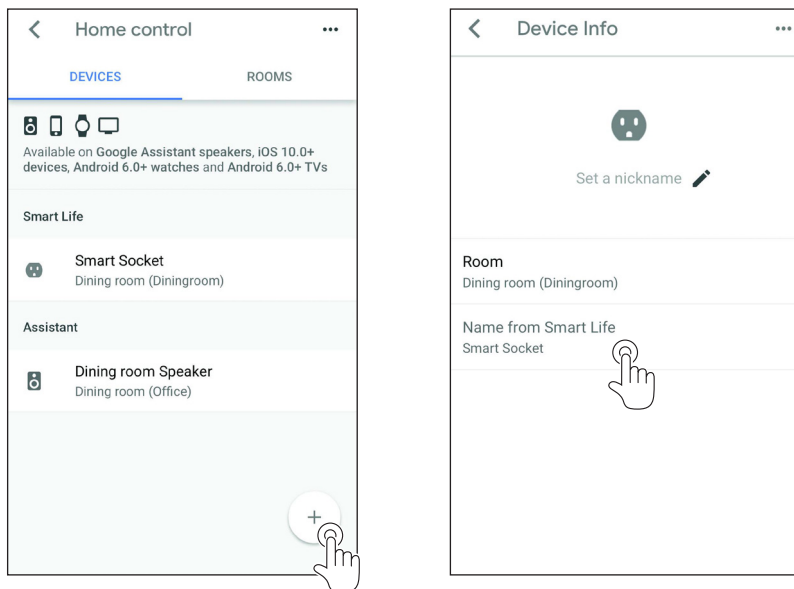 Home control
DEVICES
ROOMS
Available on Google Assistant speakers, iOS 10.0+
devices, Android 6.0+ watches and Android 6.0+ TVs
Smart Life
Smart Socket
Dining room (Diningroom)
Assistant
Dining room Speaker
Dining room (Office)
Device Info
Set a nickname
Room
Dining room (Diningroom)
Name from Smart Life
Smart Socket